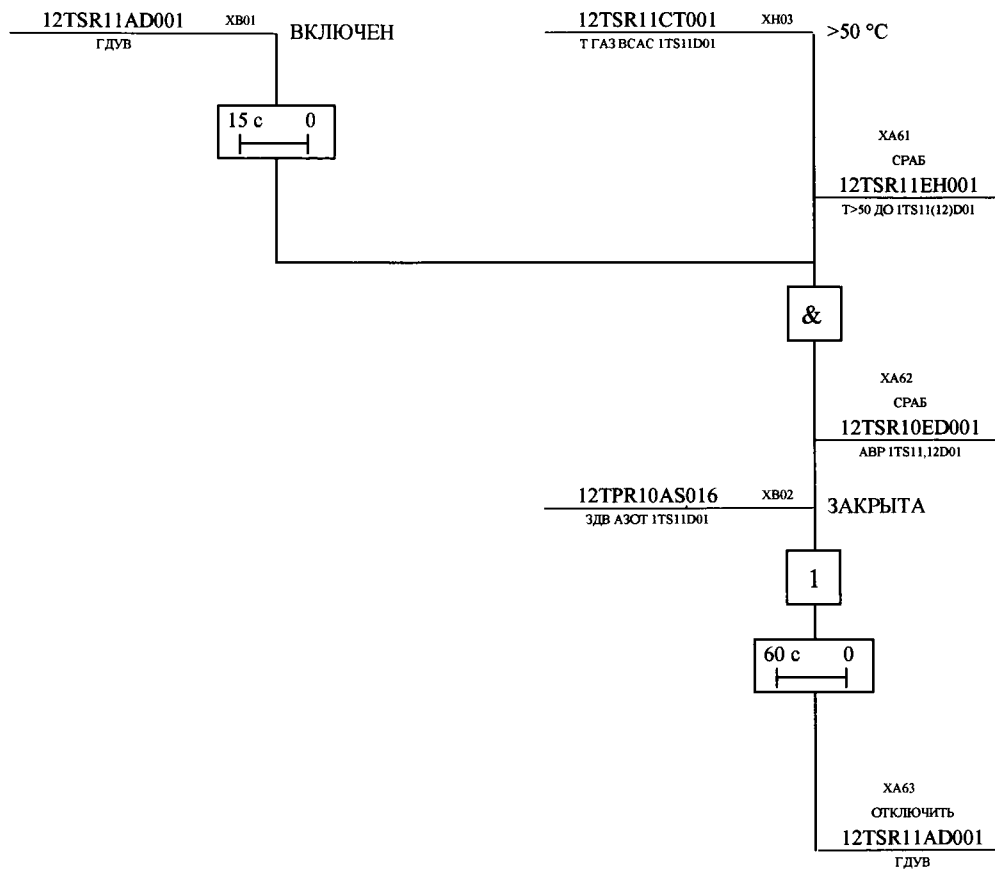 12TSR11AD001 XB01 ВКЛЮЧЕН
ГДУВ
12TSR11CT001 XH03 >50 °C
Т ГАЗ ВСАС 1TS11D01
15 с 0
XA61
СРАБ
12TSR11EH001
Т>50 ДО 1TS11(12)D01
&
XA62
СРАБ
12TSR10ED001
АВР 1TS11,12D01
12TPR10AS016 XB02 ЗАКРЫТА
ЗДВ АЗОТ 1TS11D01
1
60 с 0
XA63
ОТКЛЮЧИТЬ
12TSR11AD001
ГДУВ